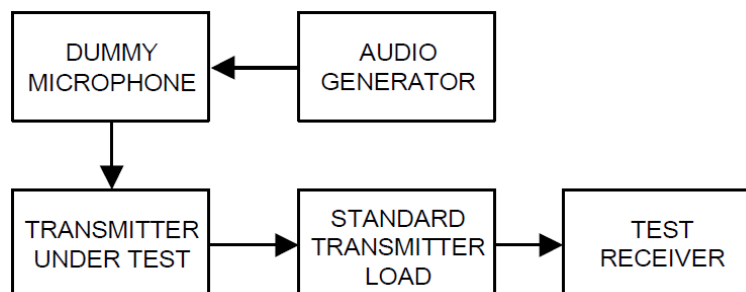 DUMMY
MICROPHONE
AUDIO
GENERATOR
TRANSMITTER
UNDER TEST
STANDARD
TRANSMITTER
LOAD
TEST
RECEIVER